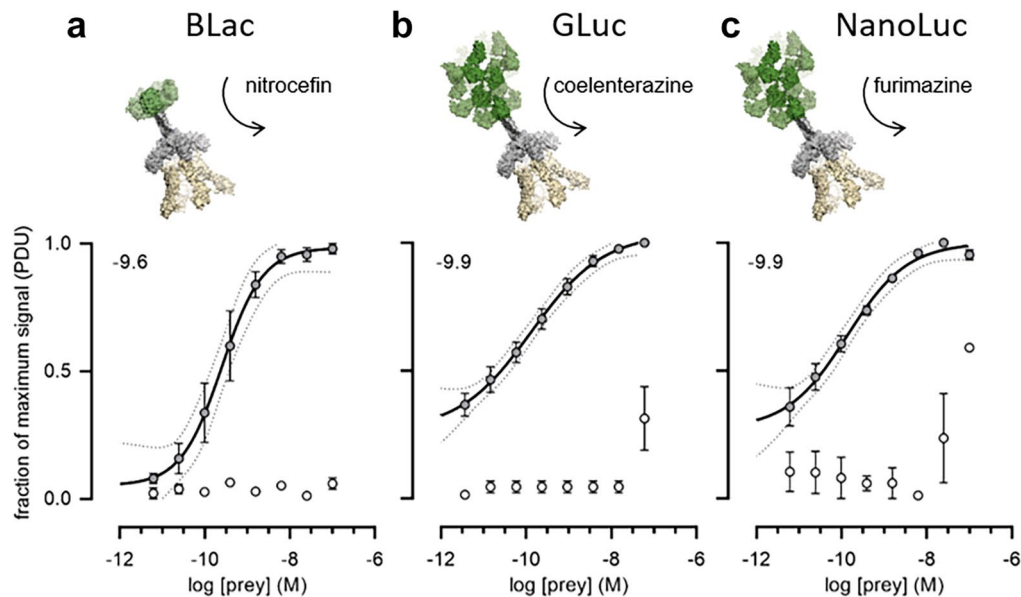 a BLac b GLuc c NanoLuc
nitrocefin coelenterazine furimazine
fraction of maximum signal (PDU)
1.0
0.5
0.0
-9.6 -9.9 -9.9
-12 -10 -8 -6 -12 -10 -8 -6 -12 -10 -8 -6
log [prey] (M) log [prey] (M) log [prey] (M)